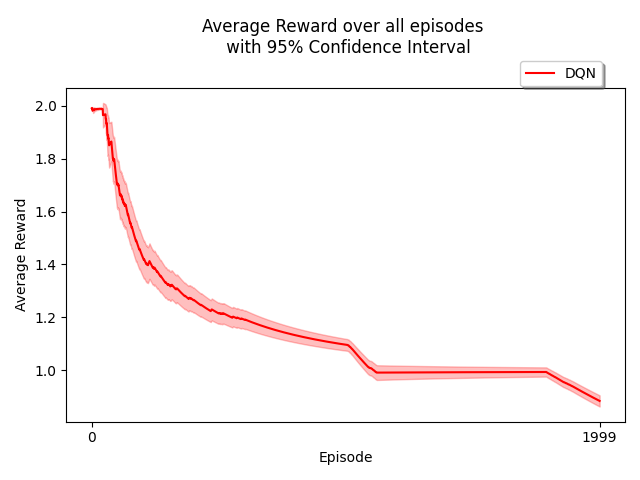 Average Reward over all episodes
with 95% Confidence Interval
DQN
2.0
1.8
1.6
1.4
1.2
1.0
Average Reward
0
1999
Episode